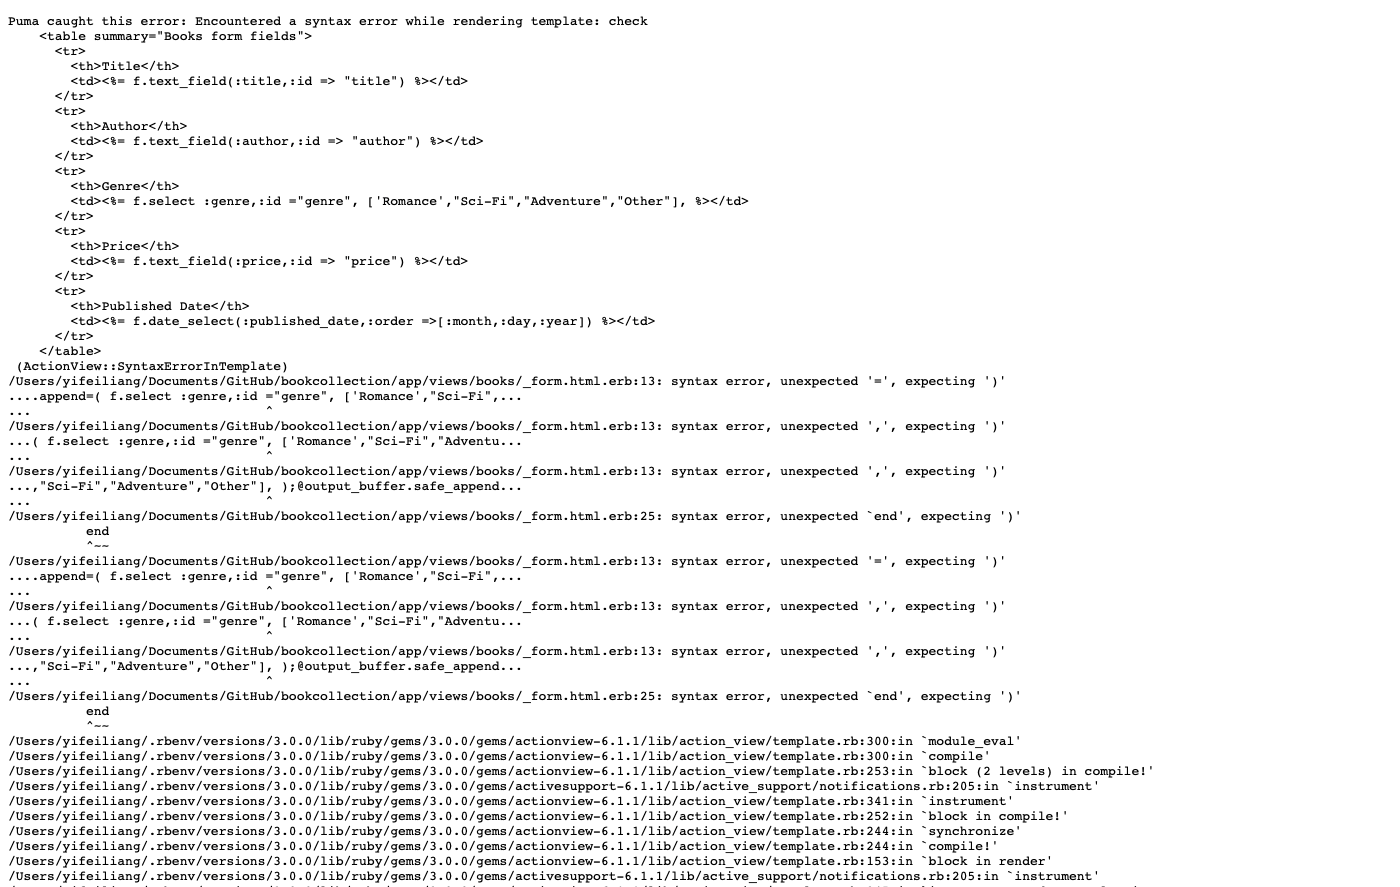 Puma caught this error: Encountered a syntax error while rendering template: check
    <table summary="Books form fields">
      <tr>
        <th>Title</th>
        <td><%= f.text_field(:title,:id => "title") %></td>
      </tr>
      <tr>
        <th>Author</th>
        <td><%= f.text_field(:author,:id => "author") %></td>
      </tr>
      <tr>
        <th>Genre</th>
        <td><%= f.select :genre,:id ="genre", ['Romance',"Sci-Fi","Adventure","Other"], %></td>
      </tr>
      <tr>
        <th>Price</th>
        <td><%= f.text_field(:price,:id => "price") %></td>
      </tr>
      <tr>
        <th>Published Date</th>
        <td><%= f.date_select(:published_date,:order =>[:month,:day,:year]) %></td>
      </tr>
    </table>
 (ActionView::SyntaxErrorInTemplate)
/Users/yifeiliang/Documents/GitHub/bookcollection/app/views/books/_form.html.erb:13: syntax error, unexpected '=', expecting ')'
....append=( f.select :genre,:id ="genre", ['Romance',"Sci-Fi",...
...                              ^
/Users/yifeiliang/Documents/GitHub/bookcollection/app/views/books/_form.html.erb:13: syntax error, unexpected ',', expecting ')'
...( f.select :genre,:id ="genre", ['Romance',"Sci-Fi","Adventu...
...                              ^
/Users/yifeiliang/Documents/GitHub/bookcollection/app/views/books/_form.html.erb:13: syntax error, unexpected ',', expecting ')'
...,"Sci-Fi","Adventure","Other"], );@output_buffer.safe_append...
...                              ^
/Users/yifeiliang/Documents/GitHub/bookcollection/app/views/books/_form.html.erb:25: syntax error, unexpected `end', expecting ')'
          end
          ^~~
/Users/yifeiliang/Documents/GitHub/bookcollection/app/views/books/_form.html.erb:13: syntax error, unexpected '=', expecting ')'
....append=( f.select :genre,:id ="genre", ['Romance',"Sci-Fi",...
...                              ^
/Users/yifeiliang/Documents/GitHub/bookcollection/app/views/books/_form.html.erb:13: syntax error, unexpected ',', expecting ')'
...( f.select :genre,:id ="genre", ['Romance',"Sci-Fi","Adventu...
...                              ^
/Users/yifeiliang/Documents/GitHub/bookcollection/app/views/books/_form.html.erb:13: syntax error, unexpected ',', expecting ')'
...,"Sci-Fi","Adventure","Other"], );@output_buffer.safe_append...
...                              ^
/Users/yifeiliang/Documents/GitHub/bookcollection/app/views/books/_form.html.erb:25: syntax error, unexpected `end', expecting ')'
          end
          ^~~
/Users/yifeiliang/.rbenv/versions/3.0.0/lib/ruby/gems/3.0.0/gems/actionview-6.1.1/lib/action_view/template.rb:300:in `module_eval'
/Users/yifeiliang/.rbenv/versions/3.0.0/lib/ruby/gems/3.0.0/gems/actionview-6.1.1/lib/action_view/template.rb:300:in `compile'
/Users/yifeiliang/.rbenv/versions/3.0.0/lib/ruby/gems/3.0.0/gems/actionview-6.1.1/lib/action_view/template.rb:253:in `block (2 levels) in compile!'
/Users/yifeiliang/.rbenv/versions/3.0.0/lib/ruby/gems/3.0.0/gems/activesupport-6.1.1/lib/active_support/notifications.rb:205:in `instrument'
/Users/yifeiliang/.rbenv/versions/3.0.0/lib/ruby/gems/3.0.0/gems/actionview-6.1.1/lib/action_view/template.rb:341:in `instrument'
/Users/yifeiliang/.rbenv/versions/3.0.0/lib/ruby/gems/3.0.0/gems/actionview-6.1.1/lib/action_view/template.rb:252:in `block in compile!'
/Users/yifeiliang/.rbenv/versions/3.0.0/lib/ruby/gems/3.0.0/gems/actionview-6.1.1/lib/action_view/template.rb:244:in `synchronize'
/Users/yifeiliang/.rbenv/versions/3.0.0/lib/ruby/gems/3.0.0/gems/actionview-6.1.1/lib/action_view/template.rb:244:in `compile!'
/Users/yifeiliang/.rbenv/versions/3.0.0/lib/ruby/gems/3.0.0/gems/actionview-6.1.1/lib/action_view/template.rb:153:in `block in render'
/Users/yifeiliang/.rbenv/versions/3.0.0/lib/ruby/gems/3.0.0/gems/activesupport-6.1.1/lib/active_support/notifications.rb:205:in `instrument'